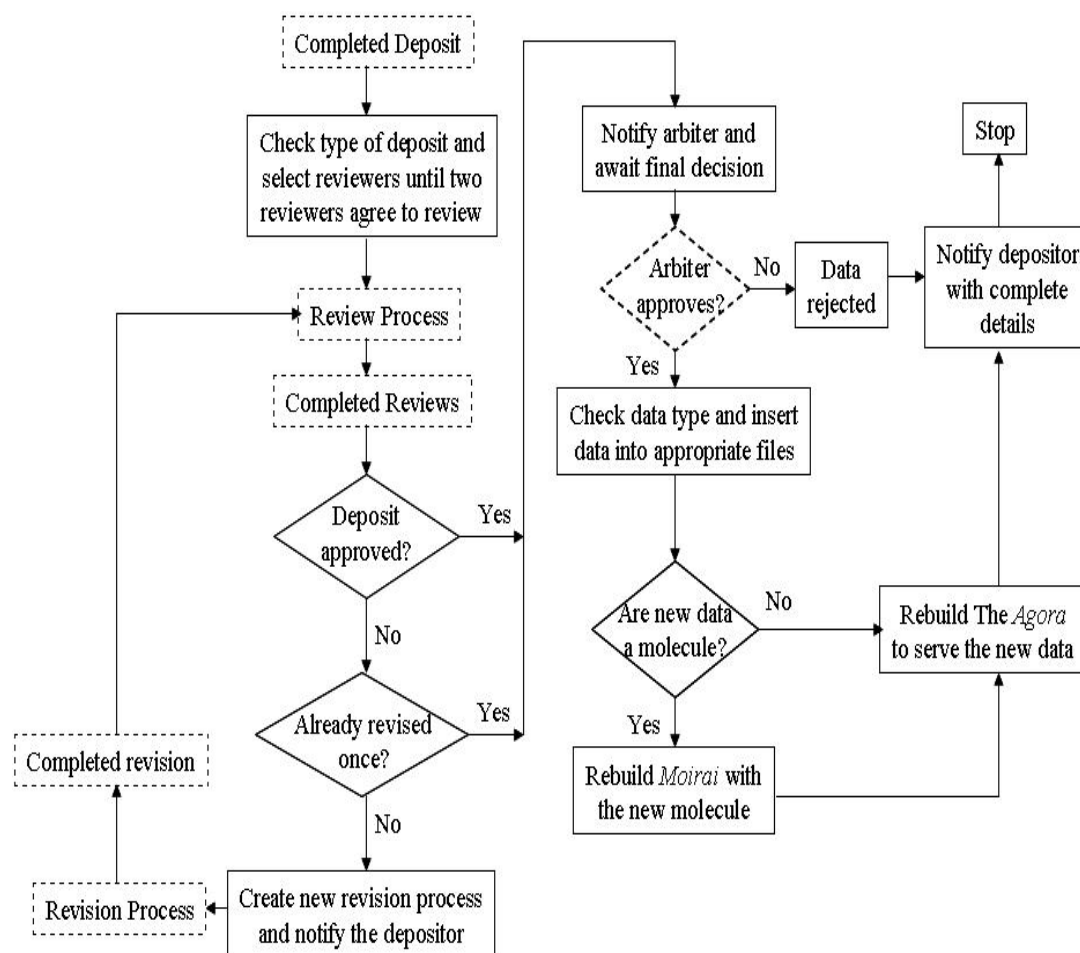 Completed Deposit
Check type of deposit and
select reviewers until two
reviewers agree to review
Review Process
Completed Reviews
Deposit
approved?
Yes
No
Already revised
once?
Yes
No
Create new revision process
and notify the depositor
Revision Process
Completed revision
Notify arbiter and
await final decision
Arbiter
approves?
No
Data
rejected
Notify depositor
with complete
details
Stop
Yes
Check data type and insert
data into appropriate files
Are new data
a molecule?
No
Rebuild The Agora
to serve the new data
Yes
Rebuild Moirai with
the new molecule